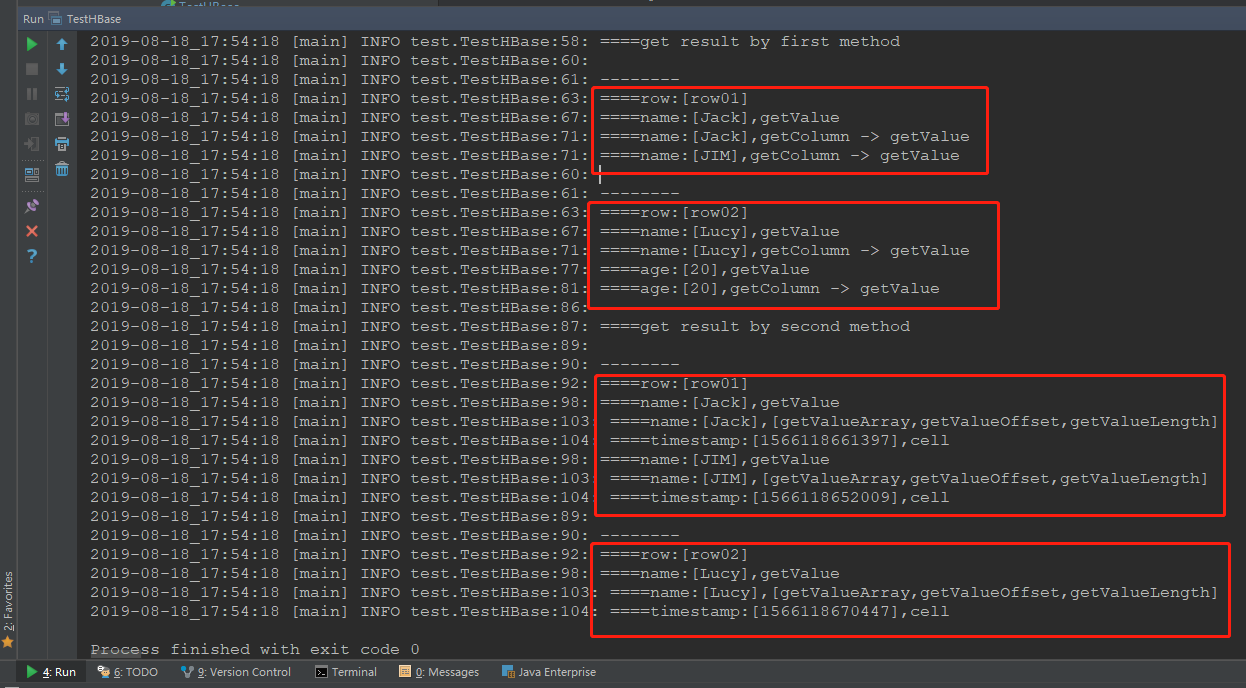 TestHBase
Run TestHBase
2019-08-18_17:54:18 [main] INFO test.TestHBase:58: ====get result by first method
2019-08-18_17:54:18 [main] INFO test.TestHBase:60:
2019-08-18_17:54:18 [main] INFO test.TestHBase:61: --------
2019-08-18_17:54:18 [main] INFO test.TestHBase:63: ====row:[row01]
2019-08-18_17:54:18 [main] INFO test.TestHBase:67: ====name:[Jack],getValue
2019-08-18_17:54:18 [main] INFO test.TestHBase:71: ====name:[Jack],getColumn -> getValue
2019-08-18_17:54:18 [main] INFO test.TestHBase:71: ====name:[JIM],getColumn -> getValue
2019-08-18_17:54:18 [main] INFO test.TestHBase:60:
2019-08-18_17:54:18 [main] INFO test.TestHBase:61: --------
2019-08-18_17:54:18 [main] INFO test.TestHBase:63: ====row:[row02]
2019-08-18_17:54:18 [main] INFO test.TestHBase:67: ====name:[Lucy],getValue
2019-08-18_17:54:18 [main] INFO test.TestHBase:71: ====name:[Lucy],getColumn -> getValue
2019-08-18_17:54:18 [main] INFO test.TestHBase:77: ====age:[20],getValue
2019-08-18_17:54:18 [main] INFO test.TestHBase:81: ====age:[20],getColumn -> getValue
2019-08-18_17:54:18 [main] INFO test.TestHBase:86:
2019-08-18_17:54:18 [main] INFO test.TestHBase:87: ====get result by second method
2019-08-18_17:54:18 [main] INFO test.TestHBase:89:
2019-08-18_17:54:18 [main] INFO test.TestHBase:90: --------
2019-08-18_17:54:18 [main] INFO test.TestHBase:92: ====row:[row01]
2019-08-18_17:54:18 [main] INFO test.TestHBase:98: ====name:[Jack],getValue
2019-08-18_17:54:18 [main] INFO test.TestHBase:103: ====name:[Jack],[getValueArray,getValueOffset,getValueLength]
2019-08-18_17:54:18 [main] INFO test.TestHBase:104: ====timestamp:[1566118661397],cell
2019-08-18_17:54:18 [main] INFO test.TestHBase:98: ====name:[JIM],getValue
2019-08-18_17:54:18 [main] INFO test.TestHBase:103: ====name:[JIM],[getValueArray,getValueOffset,getValueLength]
2019-08-18_17:54:18 [main] INFO test.TestHBase:104: ====timestamp:[1566118652009],cell
2019-08-18_17:54:18 [main] INFO test.TestHBase:89:
2019-08-18_17:54:18 [main] INFO test.TestHBase:90: --------
2019-08-18_17:54:18 [main] INFO test.TestHBase:92: ====row:[row02]
2019-08-18_17:54:18 [main] INFO test.TestHBase:98: ====name:[Lucy],getValue
2019-08-18_17:54:18 [main] INFO test.TestHBase:103: ====name:[Lucy],[getValueArray,getValueOffset,getValueLength]
2019-08-18_17:54:18 [main] INFO test.TestHBase:104: ====timestamp:[1566118670447],cell
Process finished with exit code 0
2: Favorites
4: Run 6: TODO 9: Version Control Terminal 0: Messages Java Enterprise